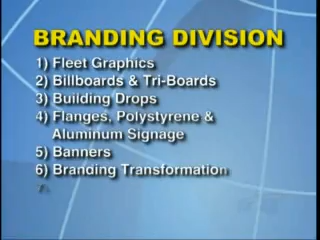 BRANDING DIVISION
1) Fleet Graphics
2) Billboards & Tri-Boards
3) Building Drops
4) Flanges, Polystyrene &
Aluminum Signage
5) Banners
6) Branding Transformation